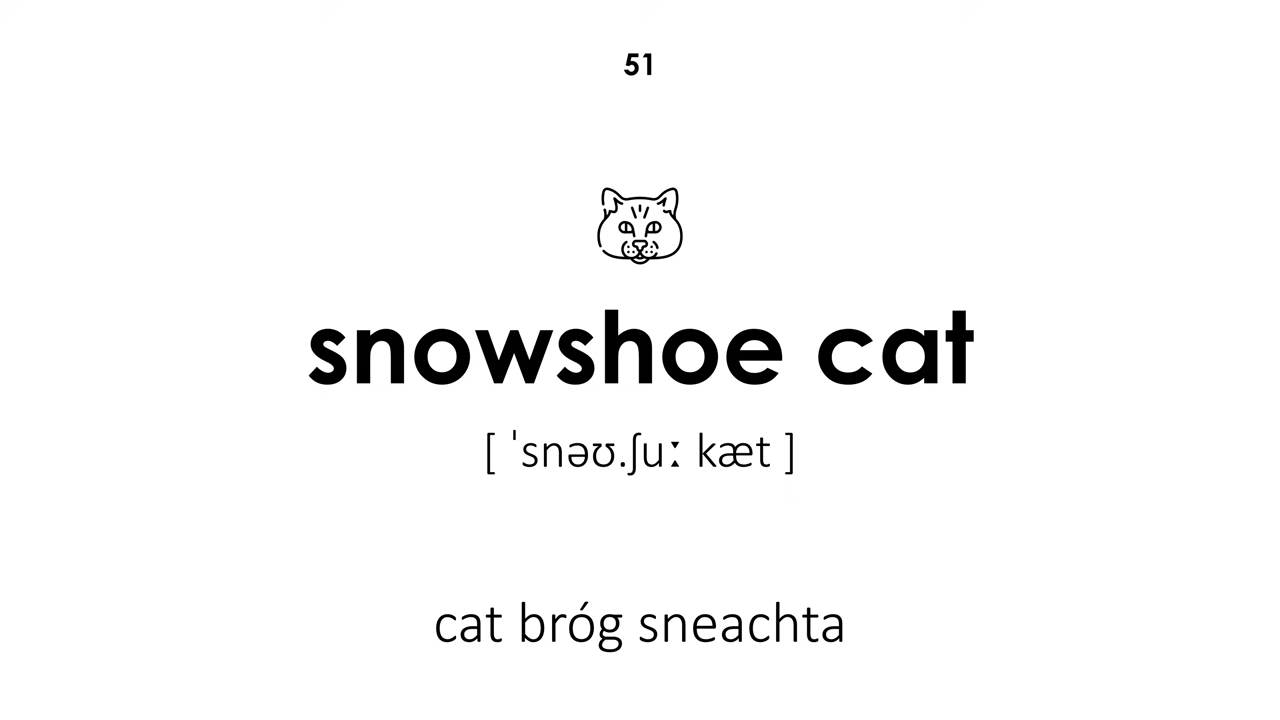 51
snowshoe cat
[ ˈsnəʊ.ʃuː kæt ]
cat bróg sneachta